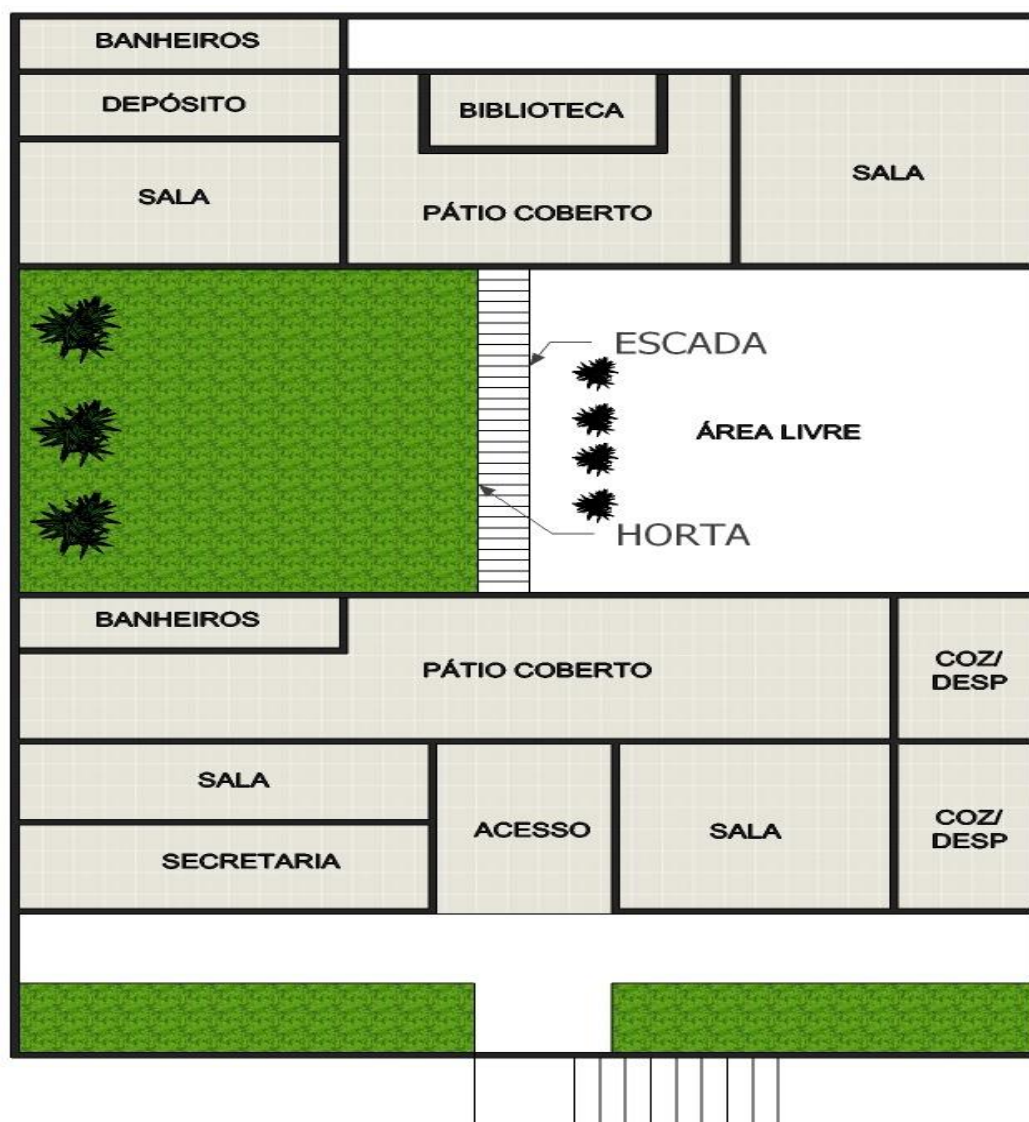 BANHEIROS
DEPÓSITO
BIBLIOTECA
SALA
SALA
PÁTIO COBERTO
ESCADA
ÁREA LIVRE
HORTA
BANHEIROS
PÁTIO COBERTO
COZ/
DESP
SALA
ACESSO
SALA
COZ/
DESP
SECRETARIA